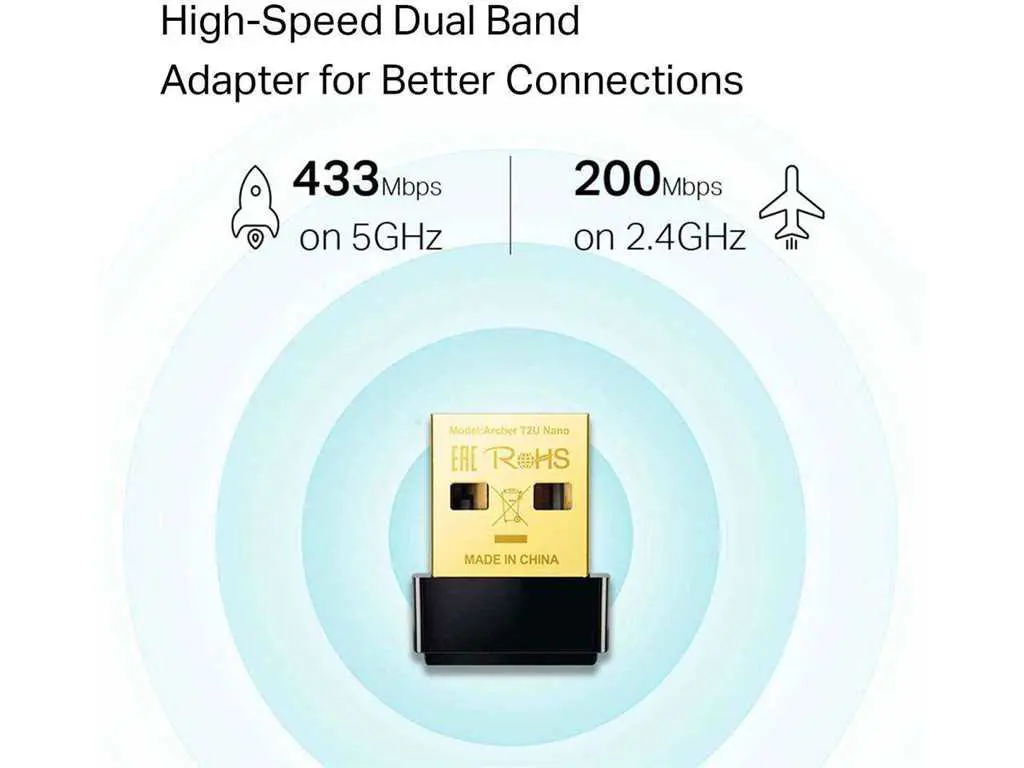 High-Speed Dual Band
Adapter for Better Connections
433Mbps
on 5GHz
200Mbps
on 2.4GHz
Model:Archer T2U Nano
EAC RoHS
MADE IN CHINA